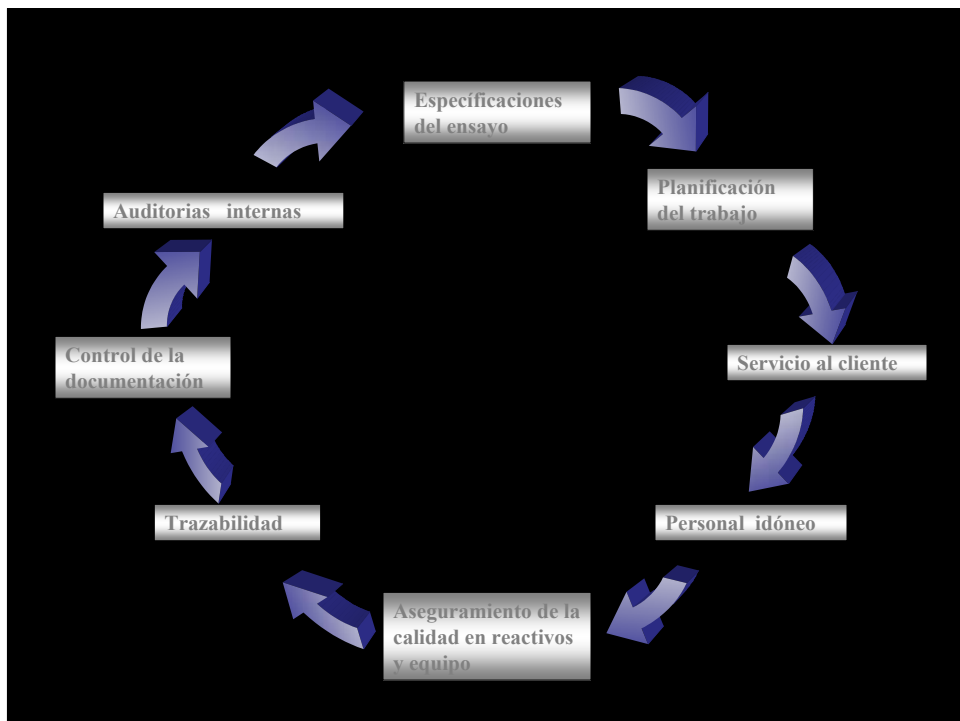 Específicaciones
del ensayo
Planificación
del trabajo
Servicio al cliente
Personal idóneo
Aseguramiento de la
calidad en reactivos
y equipo
Trazabilidad
Control de la
documentación
Auditorias internas